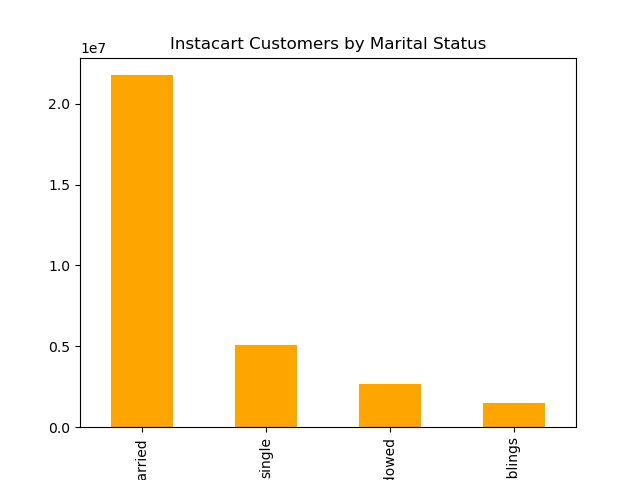 Instacart Customers by Marital Status
1e7
2.0
1.5
1.0
0.5
0.0
arried
single
dowed
blings